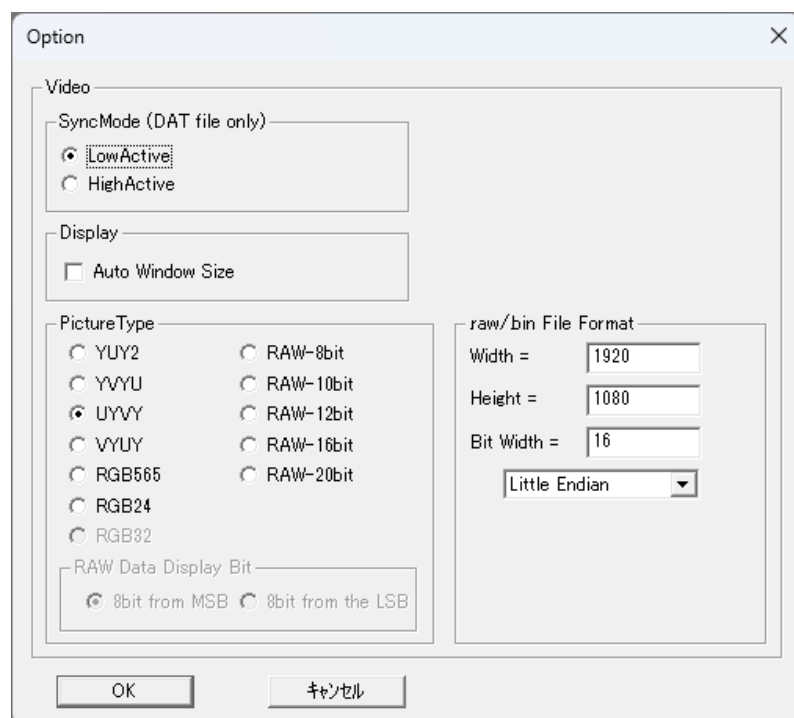 Option
Video
SyncMode (DAT file only)
LowActive
HighActive
Display
Auto Window Size
PictureType
YUY2
YVYU
UYVY
VYUY
RGB565
RGB24
RGB32
RAW-8bit
RAW-10bit
RAW-12bit
RAW-16bit
RAW-20bit
RAW Data Display Bit
8bit from MSB
8bit from the LSB
raw/bin File Format
Width = 1920
Height = 1080
Bit Width = 16
Little Endian
OK
キャンセル